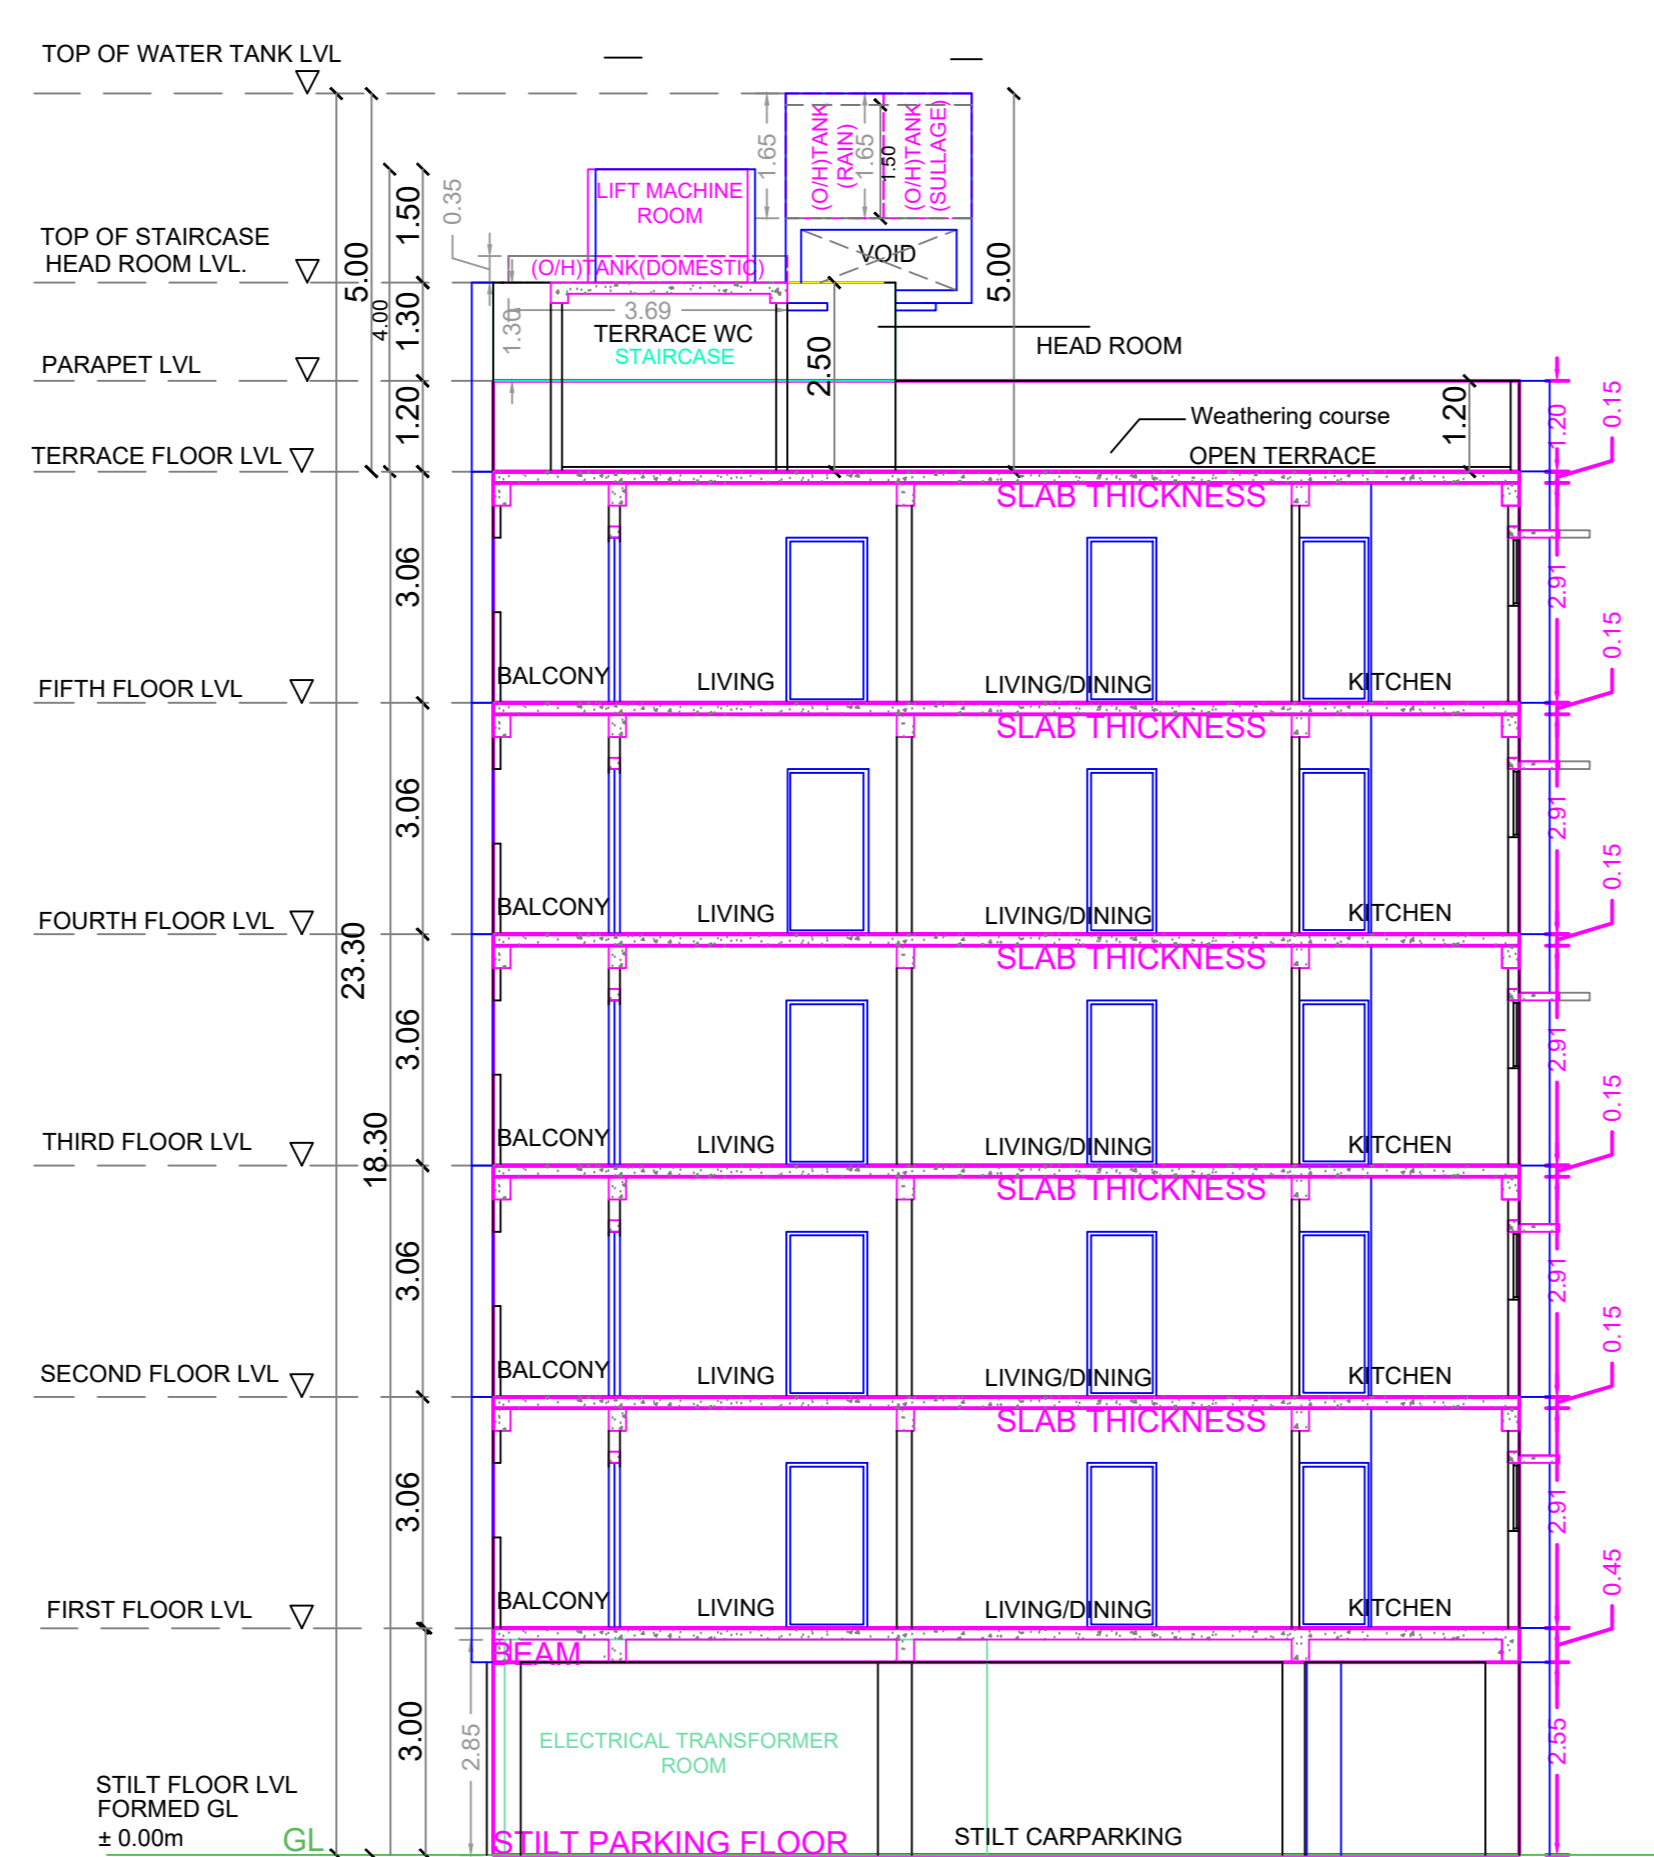 TOP OF WATER TANK LVL
(O/H)TANK
(RAIN)
(O/H)TANK
(SULLAGE)
1.65
1.65
1.50
0.35
1.50
LIFT MACHINE
ROOM
TOP OF STAIRCASE
HEAD ROOM LVL.
5.00
4.00
1.30
(O/H)TANK(DOMESTIC)
VOID
5.00
1.30
3.69
TERRACE WC
STAIRCASE
2.50
HEAD ROOM
PARAPET LVL
1.20
Weathering course
1.20
1.20
0.15
TERRACE FLOOR LVL
OPEN TERRACE
SLAB THICKNESS
3.06
2.91
0.15
FIFTH FLOOR LVL
BALCONY
LIVING
LIVING/DINING
KITCHEN
SLAB THICKNESS
3.06
2.91
0.15
FOURTH FLOOR LVL
BALCONY
LIVING
LIVING/DINING
KITCHEN
23.30
SLAB THICKNESS
3.06
2.91
0.15
THIRD FLOOR LVL
18.30
BALCONY
LIVING
LIVING/DINING
KITCHEN
SLAB THICKNESS
3.06
2.91
0.15
SECOND FLOOR LVL
BALCONY
LIVING
LIVING/DINING
KITCHEN
SLAB THICKNESS
3.06
2.91
0.45
FIRST FLOOR LVL
BALCONY
LIVING
LIVING/DINING
KITCHEN
BEAM
3.00
2.85
ELECTRICAL TRANSFORMER
ROOM
2.55
STILT FLOOR LVL
FORMED GL
± 0.00m
GL
STILT PARKING FLOOR
STILT CARPARKING